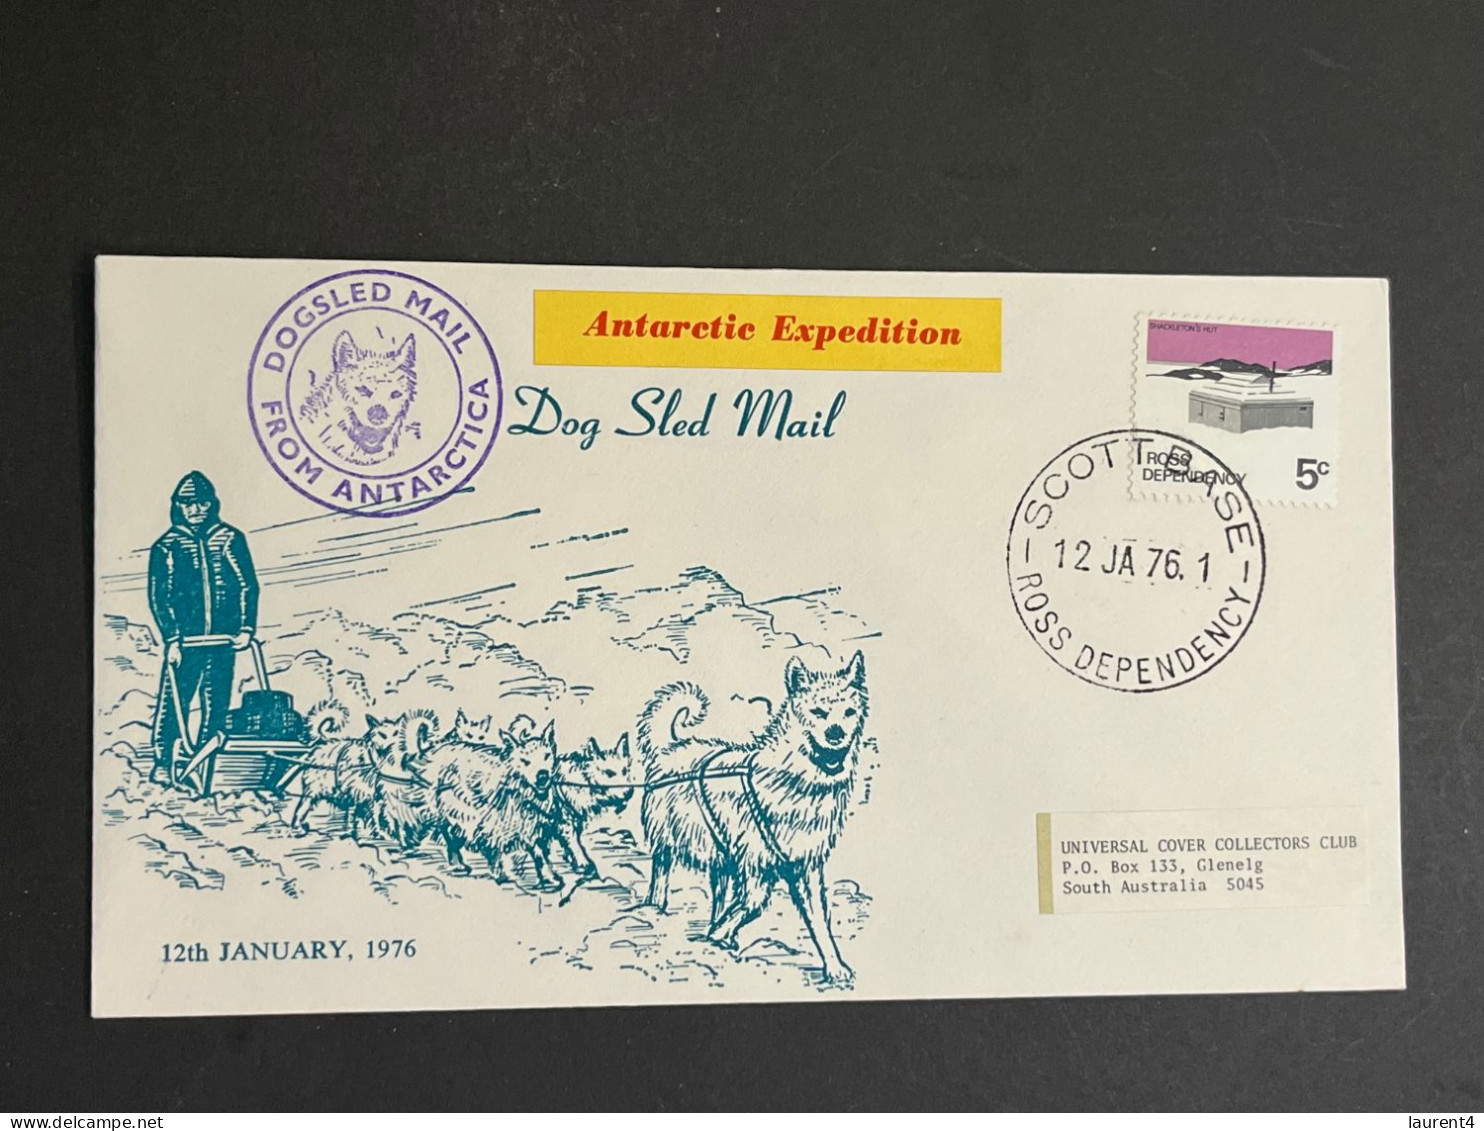 DOGSLED MAIL
FROM ANTARCTICA
Antarctic Expedition
Dog Sled Mail
SHACKLETON'S HUT
ROSS
DEPENDENCY
5c
SCOTT BASE
12 JA 76.1
ROSS DEPENDENCY
UNIVERSAL COVER COLLECTORS CLUB
P.O. Box 133, Glenelg
South Australia 5045
12th JANUARY, 1976
delcampe.net
laurent4